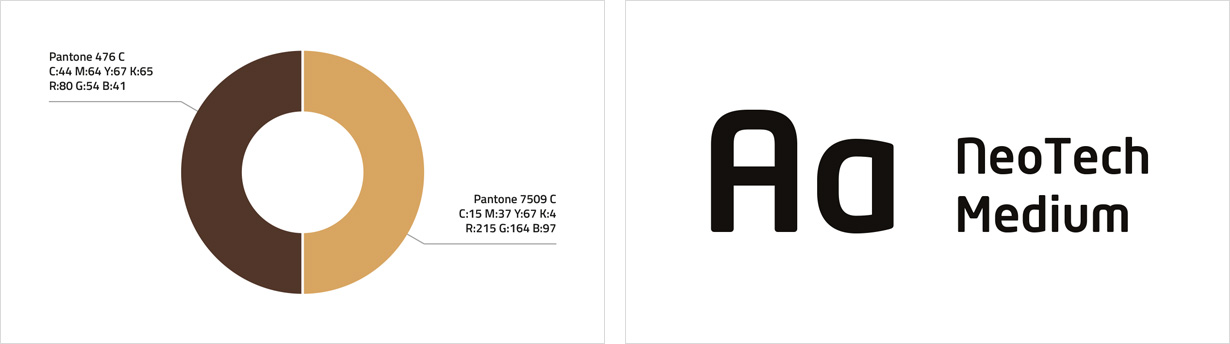 Pantone 476 C
C:44 M:64 Y:67 K:65
R:80 G:54 B:41
Pantone 7509 C
C:15 M:37 Y:67 K:4
R:215 G:164 B:97
Aa
NeoTech
Medium